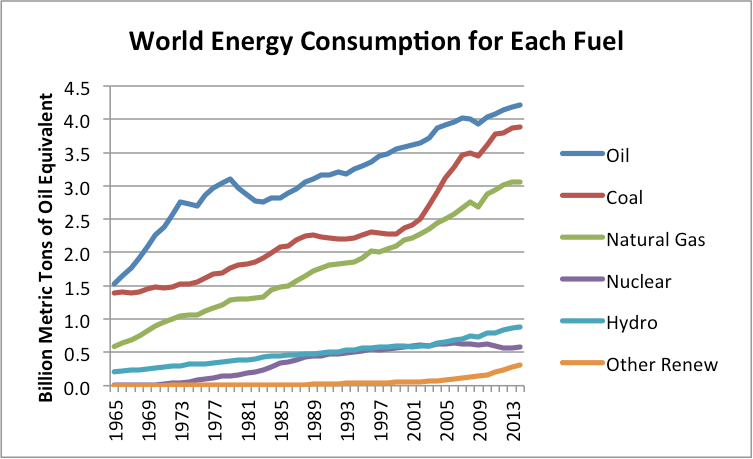 World Energy Consumption for Each Fuel
Billion Metric Tons of Oil Equivalent
4.5
4.0
3.5
3.0
2.5
2.0
1.5
1.0
0.5
0.0
1965
1969
1973
1977
1981
1985
1989
1993
1997
2001
2005
2009
2013
Oil
Coal
Natural Gas
Nuclear
Hydro
Other Renew